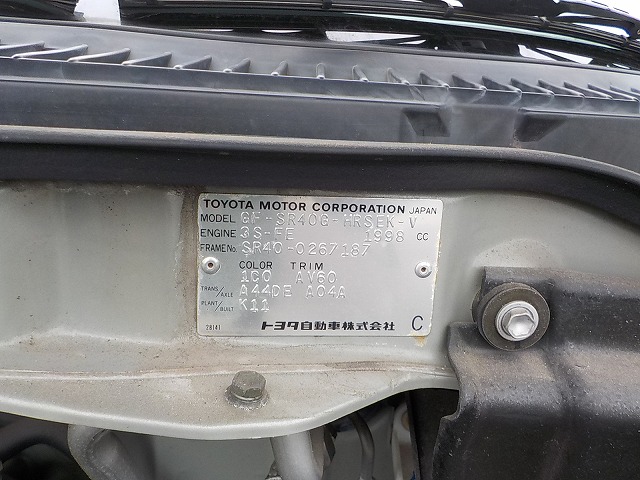 TOYOTA MOTOR CORPORATION JAPAN
MODEL GF-SR40G-HRSEK-V
ENGINE 3S-FE 1998 CC
FRAME No. SR40-0267187
COLOR TRIM
1C0 AY60
TRANS/AXLE A44DE A04A
PLANT/BUILT K11
28141 トヨタ自動車株式会社 C